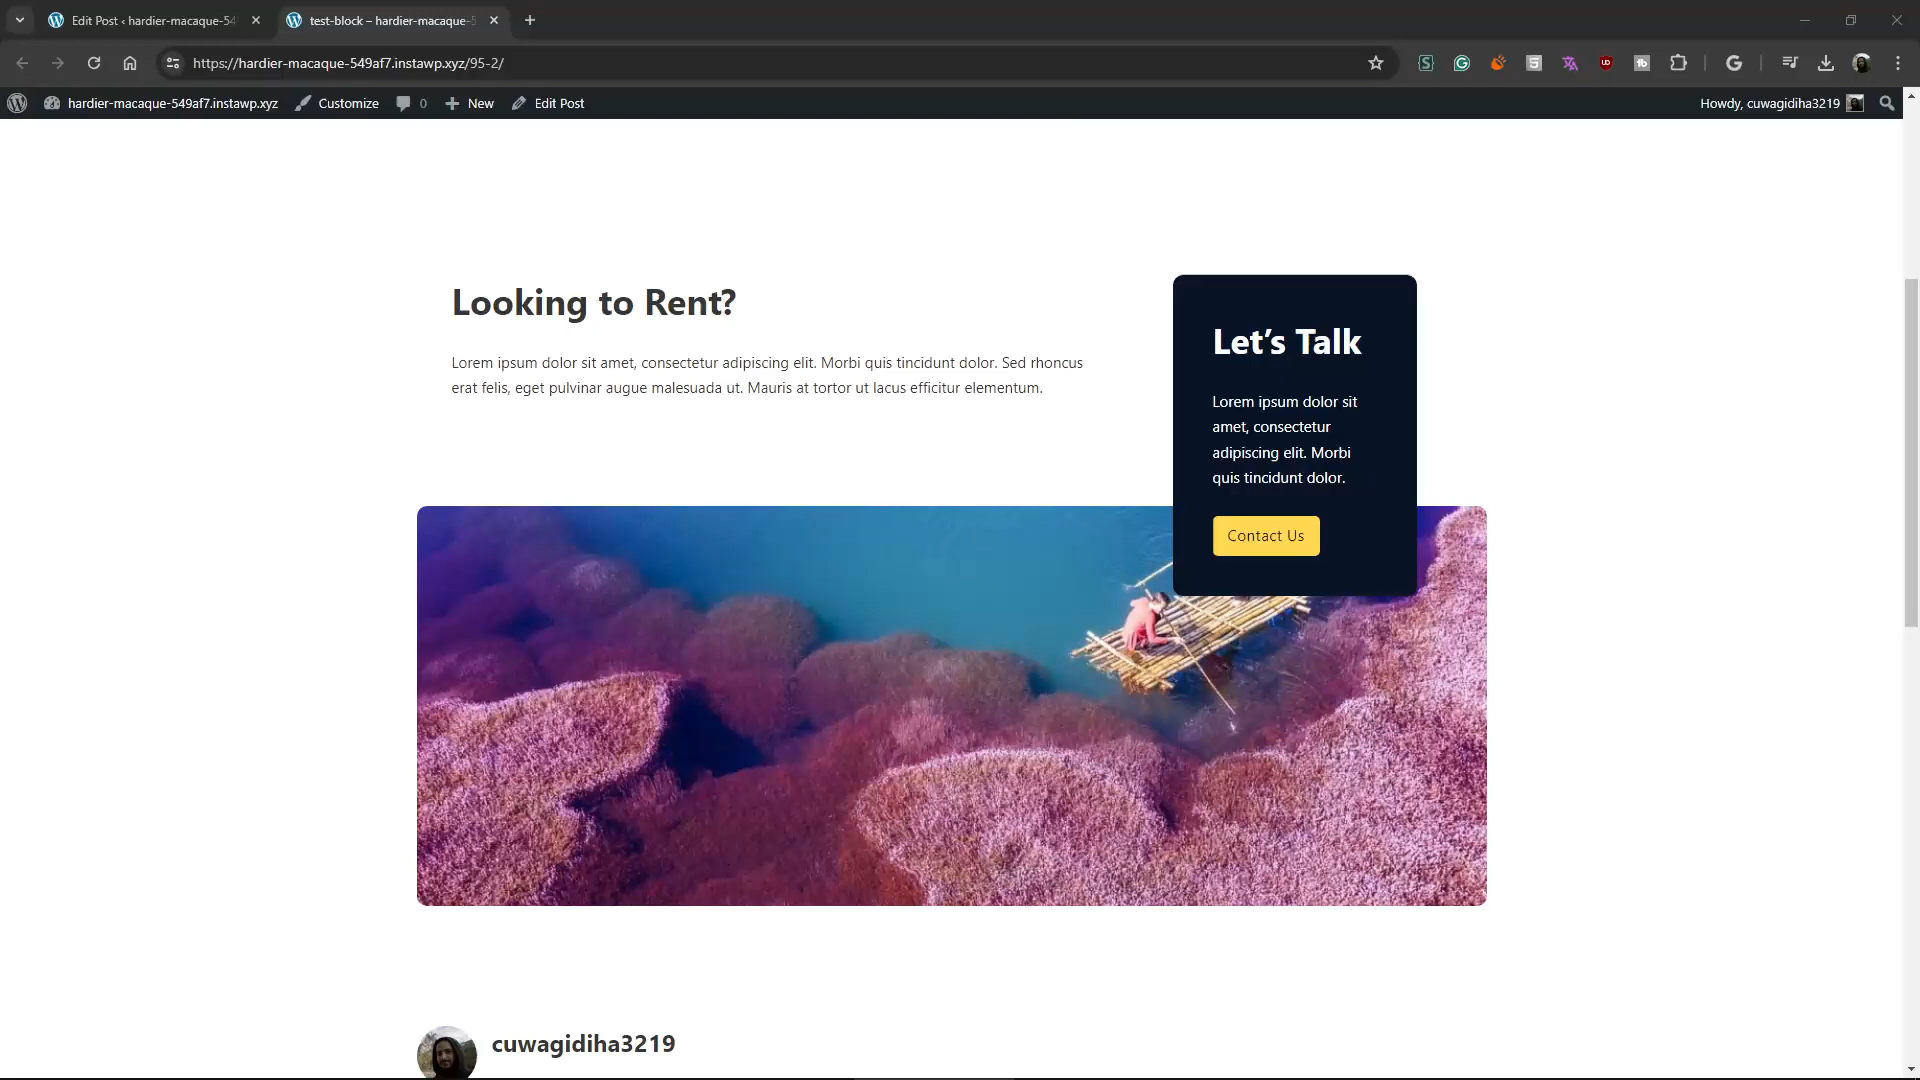 Edit Post ‹ hardier-macaque-54
test-block – hardier-macaque-5
https://hardier-macaque-549af7.instawp.xyz/95-2/
hardier-macaque-549af7.instawp.xyz
Customize
0
New
Edit Post
Howdy, cuwagidiha3219
Looking to Rent?
Lorem ipsum dolor sit amet, consectetur adipiscing elit. Morbi quis tincidunt dolor. Sed rhoncus
erat felis, eget pulvinar augue malesuada ut. Mauris at tortor ut lacus efficitur elementum.
Let’s Talk
Lorem ipsum dolor sit
amet, consectetur
adipiscing elit. Morbi
quis tincidunt dolor.
Contact Us
cuwagidiha3219